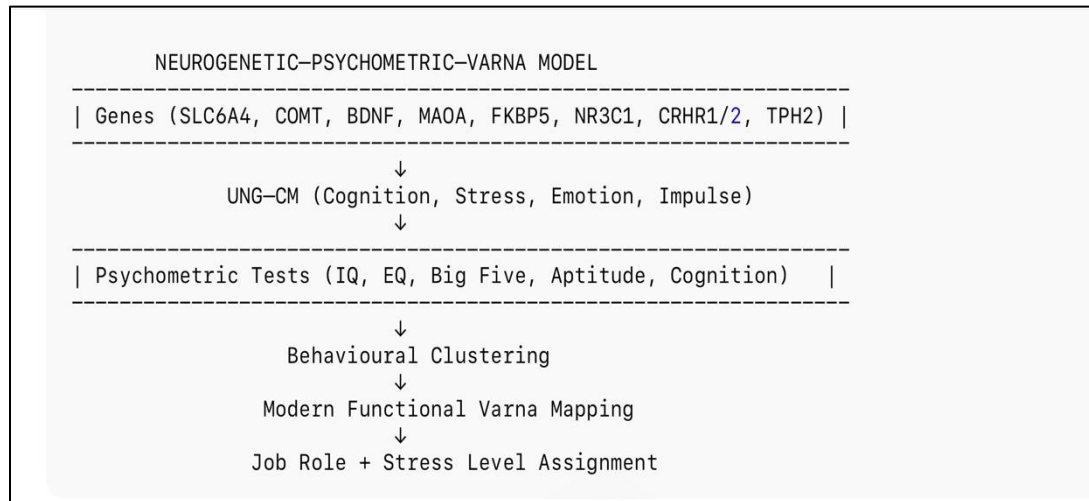 NEUROGENETIC–PSYCHOMETRIC–VARNA MODEL
| Genes (SLC6A4, COMT, BDNF, MAOA, FKBP5, NR3C1, CRHR1/2, TPH2) |
↓
UNG–CM (Cognition, Stress, Emotion, Impulse)
↓
| Psychometric Tests (IQ, EQ, Big Five, Aptitude, Cognition) |
↓
Behavioural Clustering
↓
Modern Functional Varna Mapping
↓
Job Role + Stress Level Assignment